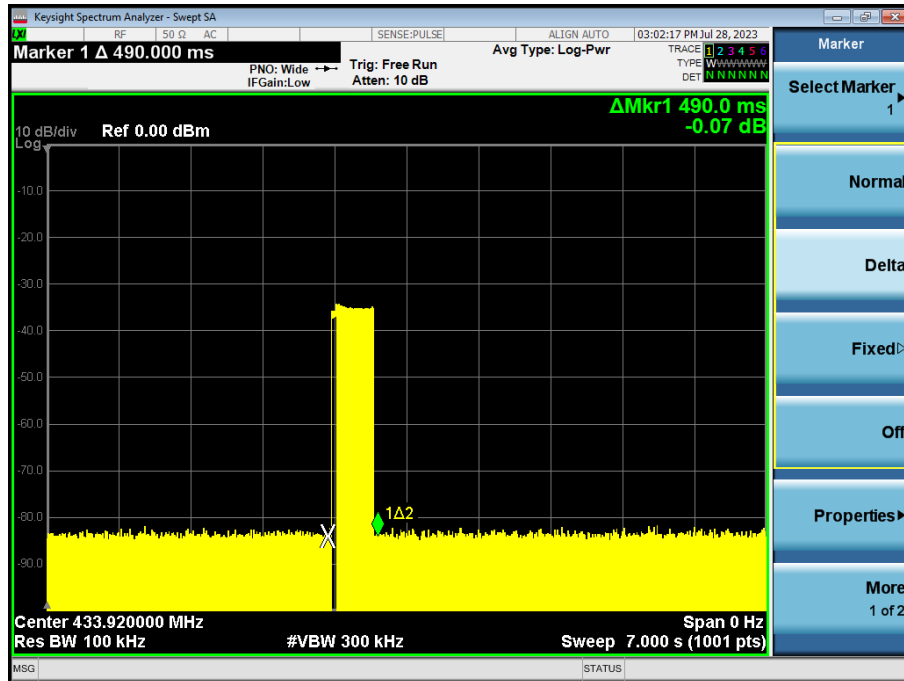 Keysight Spectrum Analyzer - Swept SA
LXI RF 50 Ω AC SENSE:PULSE ALIGN AUTO 03:02:17 PM Jul 28, 2023
Marker 1 Δ 490.000 ms
PNO: Wide
IFGain:Low
Trig: Free Run
Atten: 10 dB
Avg Type: Log-Pwr
TRACE 1 2 3 4 5 6
TYPE WWWWWW
DET N N N N N N
ΔMkr1 490.0 ms
-0.07 dB
10 dB/div Ref 0.00 dBm
Log
-10.0
-20.0
-30.0
-40.0
-50.0
-60.0
-70.0
-80.0
-90.0
1Δ2
Center 433.920000 MHz Span 0 Hz
Res BW 100 kHz #VBW 300 kHz Sweep 7.000 s (1001 pts)
MSG STATUS
Marker
Select Marker
1
Normal
Delta
Fixed
Off
Properties
More
1 of 2